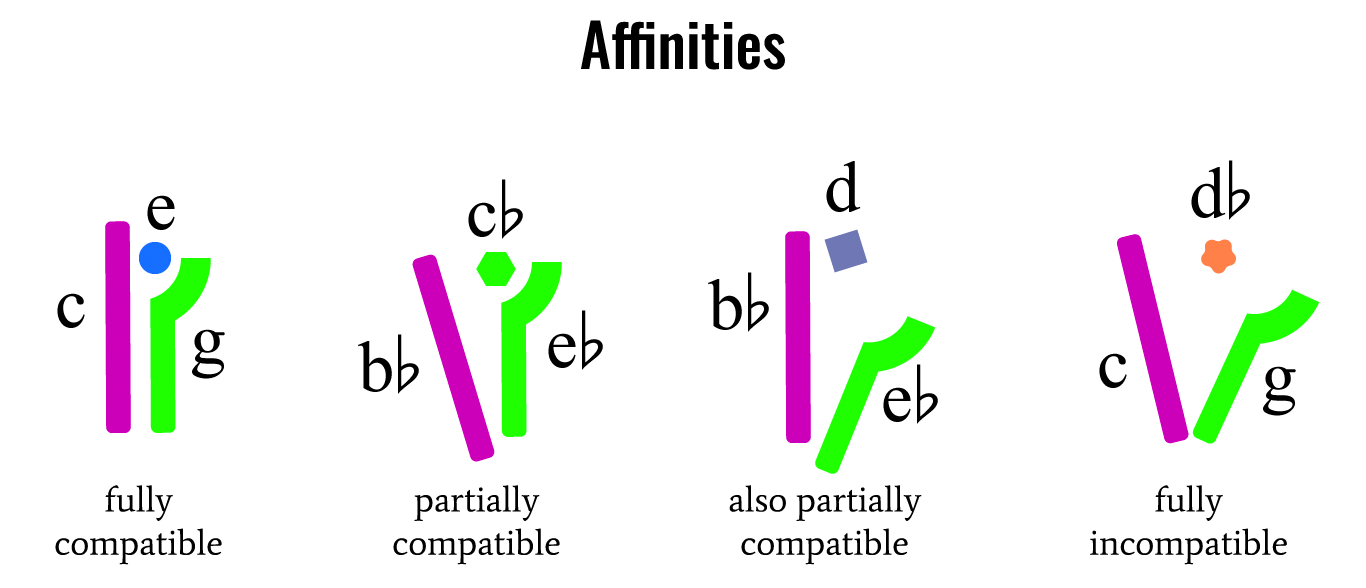 Affinities
e
c
g
fully
compatible
c♭
b♭
e♭
partially
compatible
d
b♭
e♭
also partially
compatible
d♭
c
g
fully
incompatible